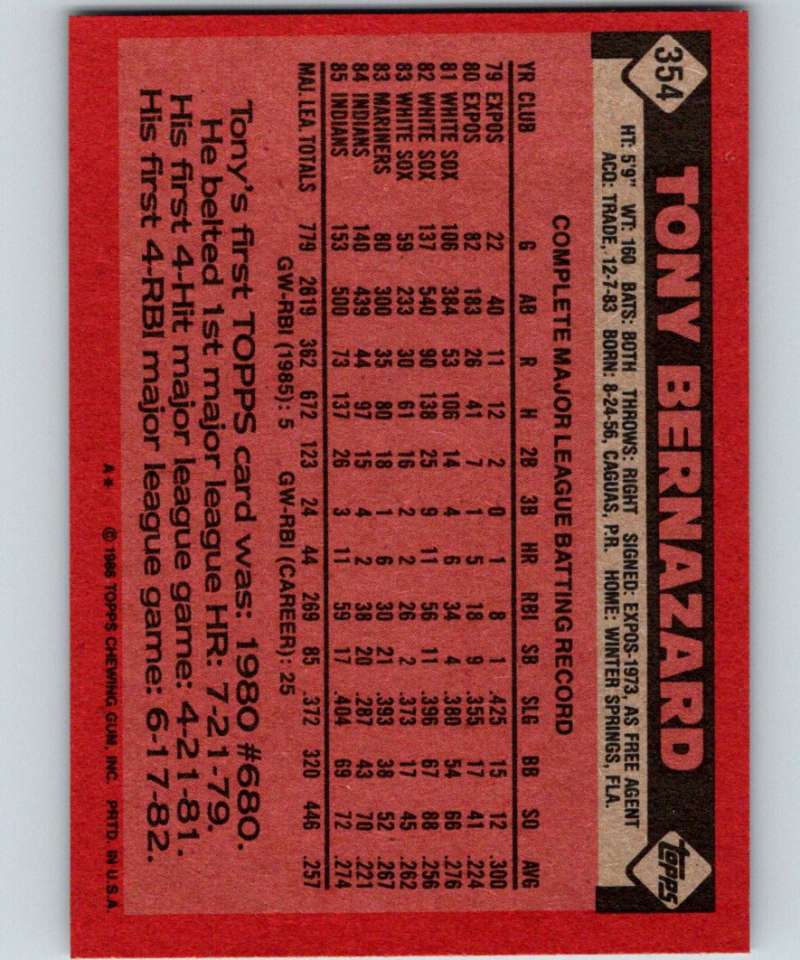 354
TONY BERNAZARD
topps
HT: 5'9" WT: 160 BATS: BOTH THROWS: RIGHT SIGNED: EXPOS-1973, AS FREE AGENT
ACQ: TRADE, 12-7-83 BORN: 8-24-56, CAGUAS, P.R. HOME: WINTER SPRINGS, FLA.
COMPLETE MAJOR LEAGUE BATTING RECORD
YR CLUB G AB R H 2B 3B HR RBI SB SLG BB SO AVG
79 EXPOS 22 40 11 12 2 0 1 8 1 .425 15 12 .300
80 EXPOS 82 183 26 41 7 1 5 18 9 .355 17 41 .224
81 WHITE SOX 106 384 53 106 14 4 6 34 4 .380 54 66 .276
82 WHITE SOX 137 540 90 138 25 9 11 56 11 .396 67 88 .256
83 WHITE SOX 59 233 30 61 16 2 2 26 2 .373 17 45 .262
83 MARINERS 80 300 35 80 18 1 6 30 21 .393 38 52 .267
84 INDIANS 140 439 44 97 15 4 2 38 20 .287 43 70 .221
85 INDIANS 153 500 73 137 26 3 11 59 17 .404 69 72 .274
MAJ. LEA. TOTALS 779 2619 362 672 123 24 44 269 85 .372 320 446 .257
GW-RBI (1985): 5 GW-RBI (CAREER): 25
Tony's first TOPPS card was: 1980 #680.
He belted 1st major league HR: 7-21-79.
His first 4-Hit major league game: 4-21-81.
His first 4-RBI major league game: 6-17-82.
A* © 1986 TOPPS CHEWING GUM, INC. PRTD. IN U.S.A.